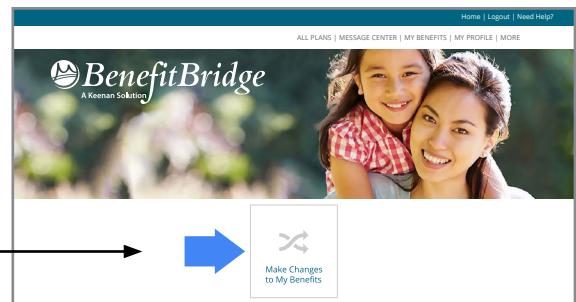 Home | Logout | Need Help?
ALL PLANS | MESSAGE CENTER | MY BENEFITS | MY PROFILE | MORE
BenefitBridge
A Keenan Solution
Make Changes
to My Benefits